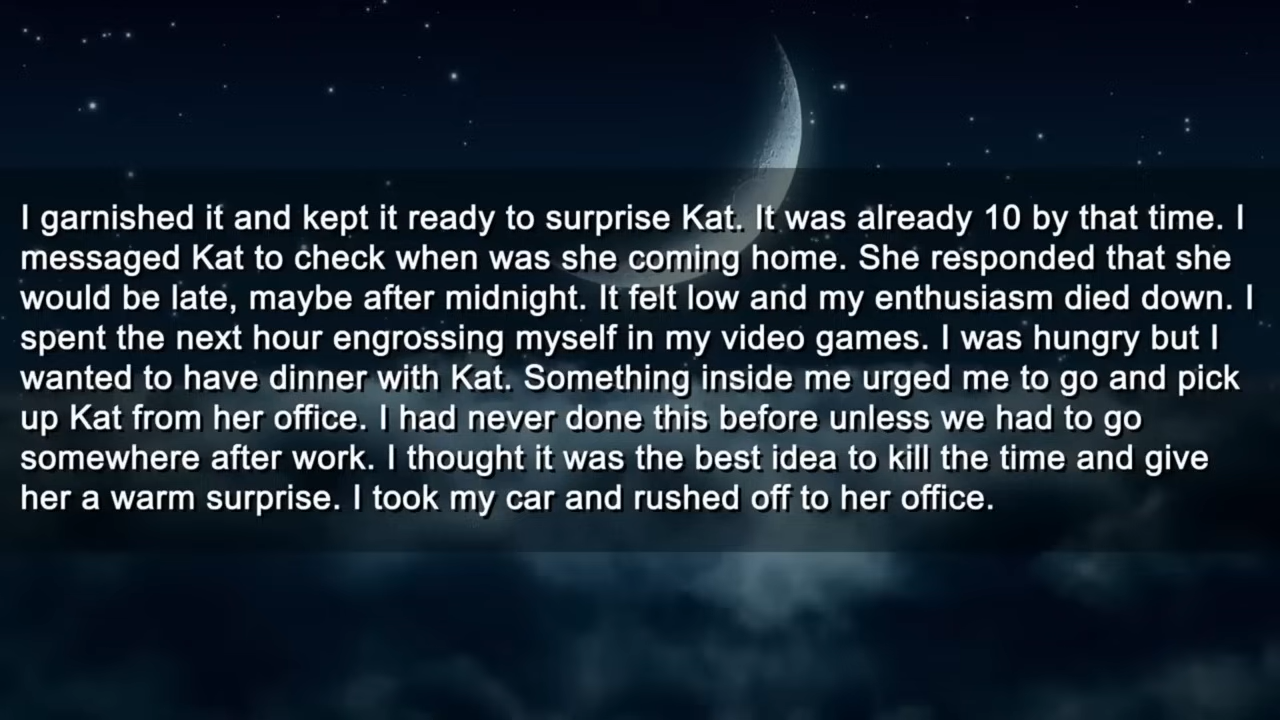 I garnished it and kept it ready to surprise Kat. It was already 10 by that time. I
messaged Kat to check when was she coming home. She responded that she
would be late, maybe after midnight. It felt low and my enthusiasm died down. I
spent the next hour engrossing myself in my video games. I was hungry but I
wanted to have dinner with Kat. Something inside me urged me to go and pick
up Kat from her office. I had never done this before unless we had to go
somewhere after work. I thought it was the best idea to kill the time and give
her a warm surprise. I took my car and rushed off to her office.